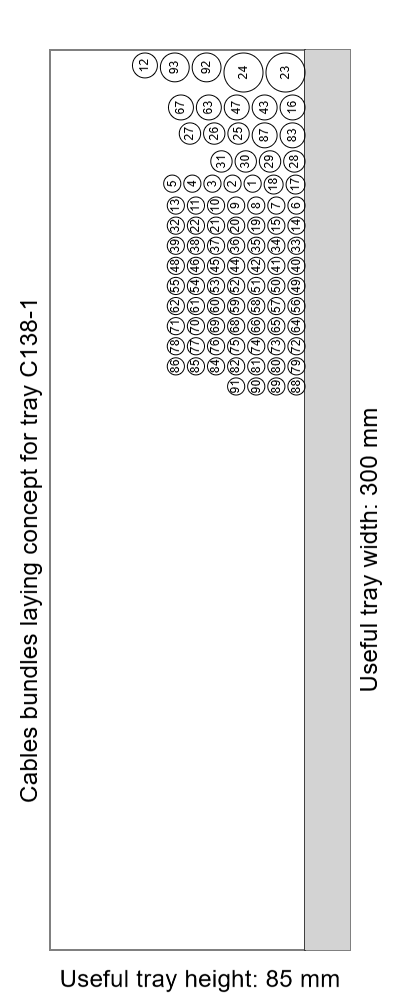 Cables bundles laying concept for tray C138-1
12 93 92 24 23
67 63 47 43 16
27 26 25 87 83
31 30 29 28
5 4 3 2 1 18 17
13 11 10 9 8 7 6
32 22 21 20 19 15 14
39 38 37 36 35 34 33
48 46 45 44 42 41 40
55 54 53 52 51 50 49
62 61 60 59 58 57 56
71 70 69 68 66 65 64
78 77 76 75 74 73 72
86 85 84 82 81 80 79
91 90 89 88
Useful tray width: 300 mm
Useful tray height: 85 mm